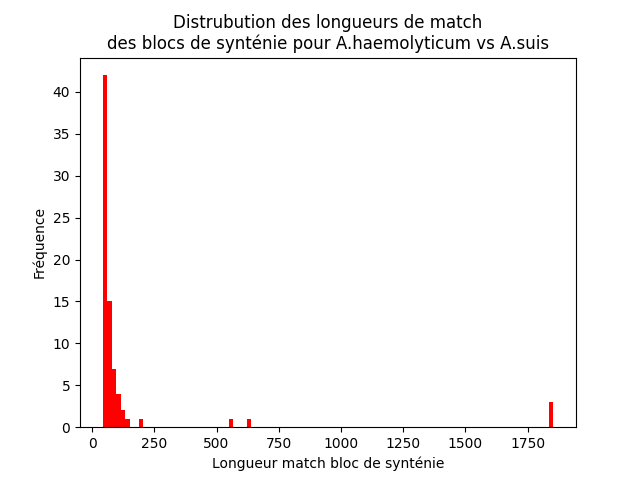 Distrubution des longueurs de match
des blocs de synténie pour A.haemolyticum vs A.suis
Fréquence
40
35
30
25
20
15
10
5
0
0 250 500 750 1000 1250 1500 1750
Longueur match bloc de synténie